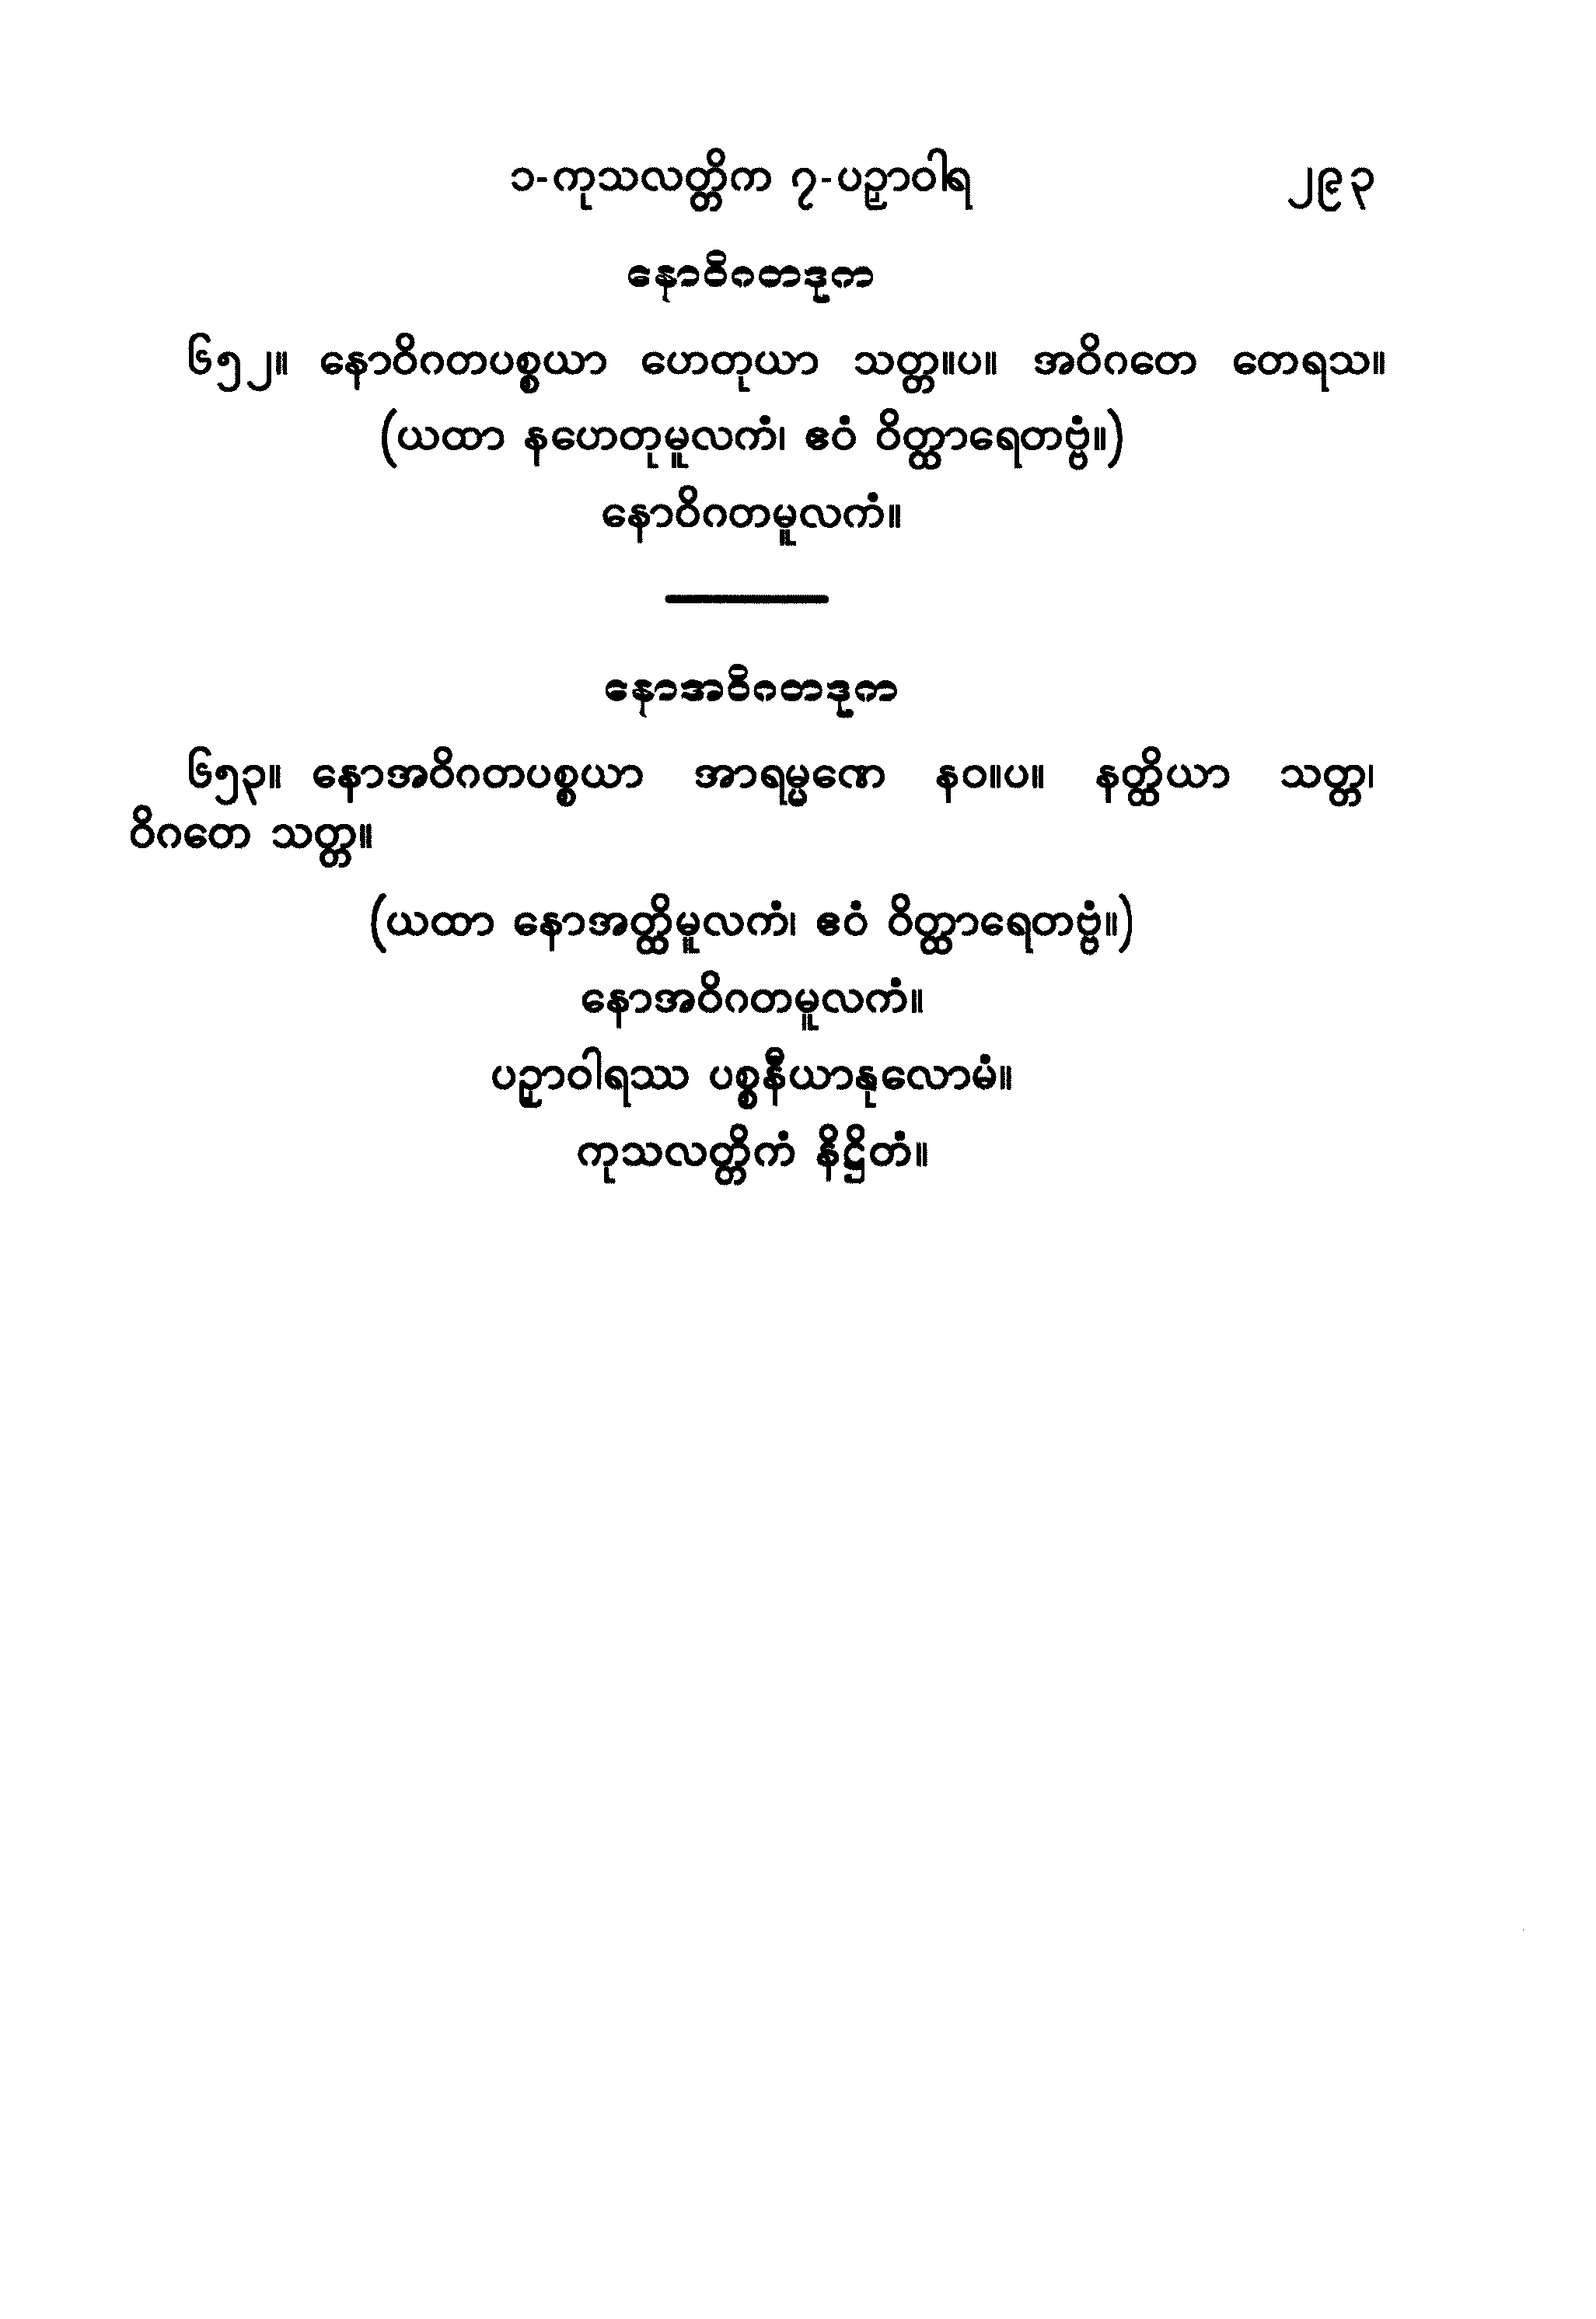 ၁-ကုသလတ္တိက ၇-ပဉှာဝါရ ၂၉၃
နောဝိဂတဒုက
၆၅၂။ နောဝိဂတပစ္စယာ ဟေတုယာ သတ္တ။ပ။ အဝိဂတေ တေရသ။
(ယထာ နဟေတုမူလကံ၊ ဧဝံ ဝိတ္ထာရေတဗ္ဗံ။)
နောဝိဂတမူလကံ။
နောအဝိဂတဒုက
၆၅၃။ နောအဝိဂတပစ္စယာ အာရမ္မဏေ နဝ။ပ။ နတ္ထိယာ သတ္တ၊
ဝိဂတေ သတ္တ။
(ယထာ နောအတ္ထိမူလကံ၊ ဧဝံ ဝိတ္ထာရေတဗ္ဗံ။)
နောအဝိဂတမူလကံ။
ပဉှာဝါရဿ ပစ္စနီယာနုလောမံ။
ကုသလတ္တိကံ နိဋ္ဌိတံ။